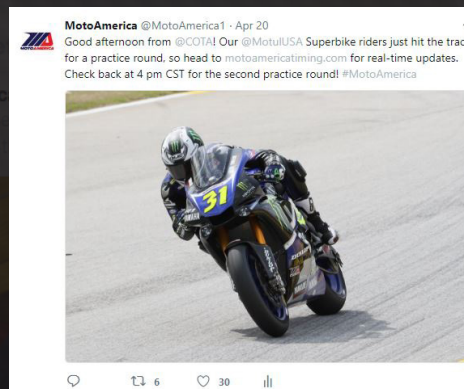 MotoAmerica @MotoAmerica1 · Apr 20
Good afternoon from @COTA! Our @MotulUSA Superbike riders just hit the trac
for a practice round, so head to motoamericatiming.com for real-time updates.
Check back at 4 pm CST for the second practice round! #MotoAmerica
MOTOAMERICA
31
YAMAHA
6
30